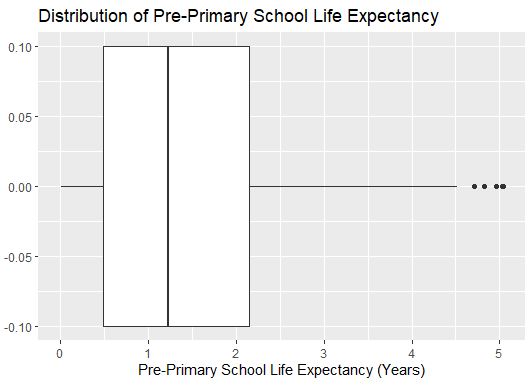 Distribution of Pre-Primary School Life Expectancy
0.10
0.05
0.00
-0.05
-0.10
0 1 2 3 4 5
Pre-Primary School Life Expectancy (Years)